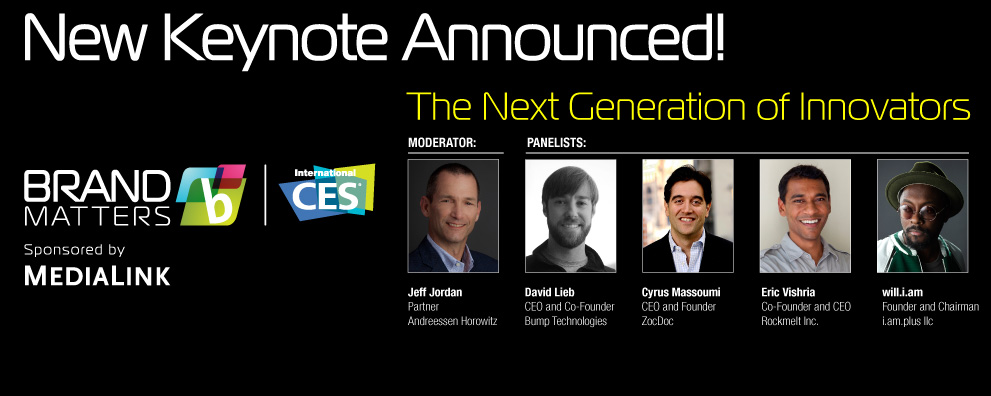 New Keynote Announced!
The Next Generation of Innovators
MODERATOR:
PANELISTS:
BRAND
MATTERS
b
International
CES®
Sponsored by
MEDIALINK
Jeff Jordan
Partner
Andreessen Horowitz
David Lieb
CEO and Co-Founder
Bump Technologies
Cyrus Massoumi
CEO and Founder
ZocDoc
Eric Vishria
Co-Founder and CEO
Rockmelt Inc.
will.i.am
Founder and Chairman
i.am.plus llc